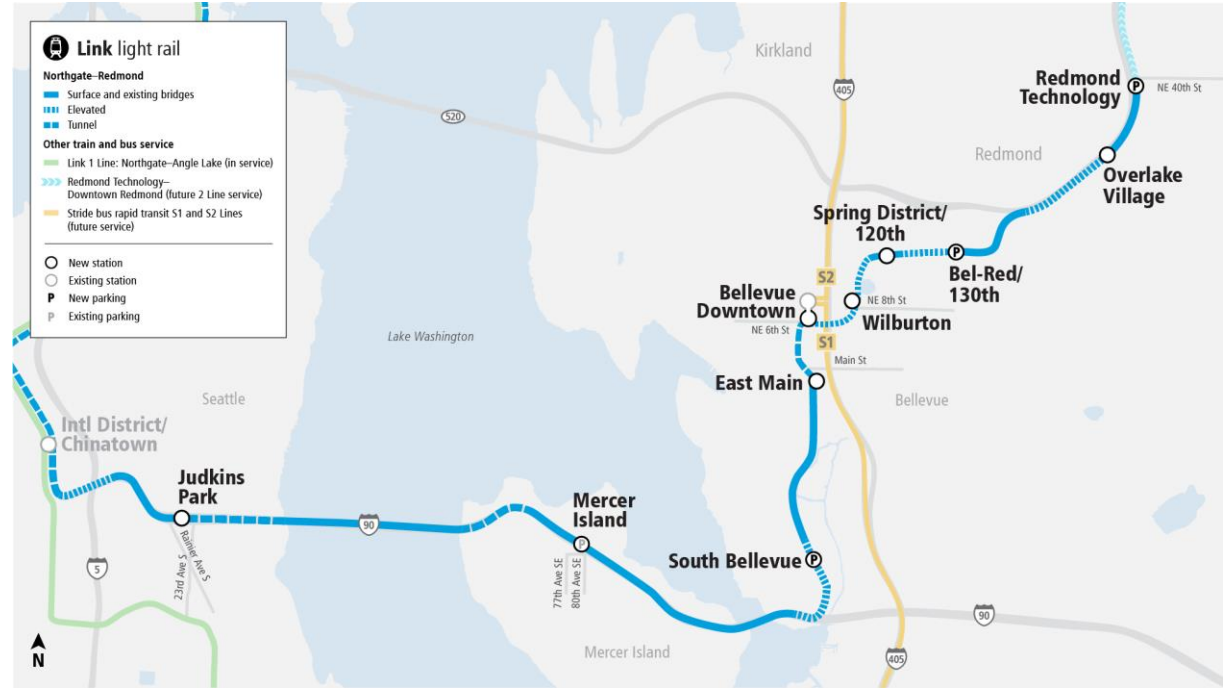 Link light rail
Northgate–Redmond
Surface and existing bridges
Elevated
Tunnel
Other train and bus service
Link 1 Line: Northgate–Angle Lake (in service)
Redmond Technology–
Downtown Redmond (future 2 Line service)
Stride bus rapid transit S1 and S2 Lines
(future service)
New station
Existing station
P New parking
P Existing parking
Kirkland
405
520
Redmond
Technology
P
NE 40th St
Redmond
Overlake
Village
Spring District/
120th
P
Bel-Red/
130th
S2
Bellevue
Downtown
NE 8th St
Wilburton
NE 6th St
S1
Main St
Lake Washington
East Main
Bellevue
Seattle
Intl District/
Chinatown
Judkins
Park
Rainier Ave S
23rd Ave S
5
90
Mercer
Island
P
77th Ave SE
80th Ave SE
South Bellevue
P
90
Mercer Island
405
N